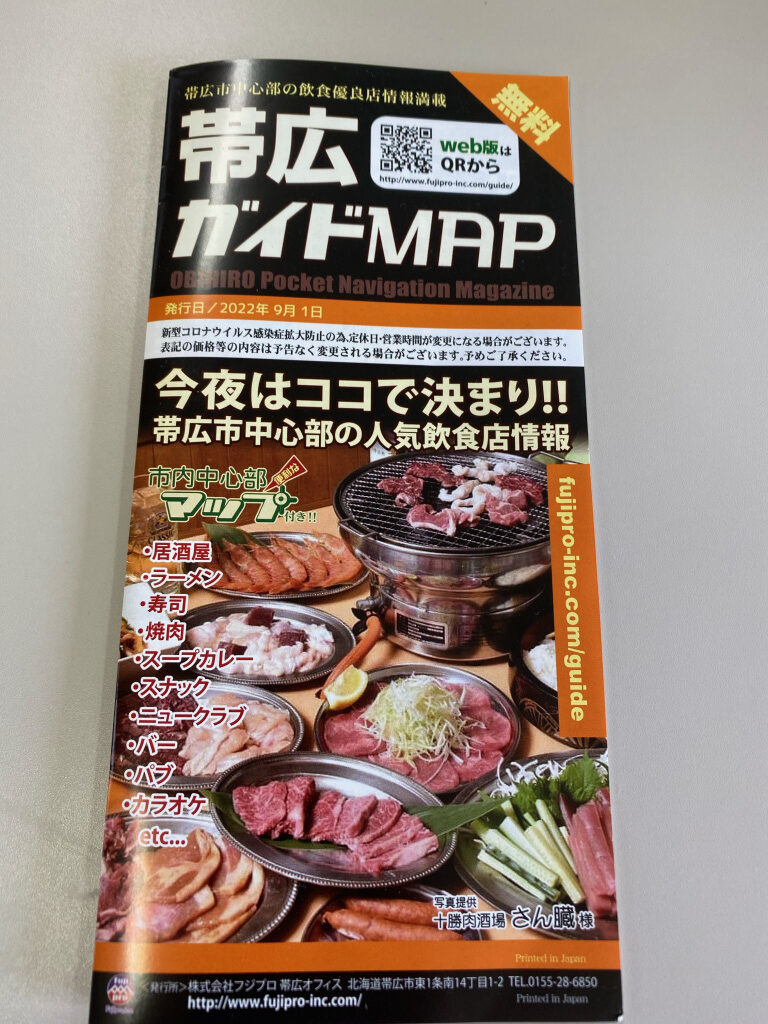 帯広市中心部の飲食優良店情報満載
無料
帯広
web版は
QRから
http://www.fujipro-inc.com/guide/
ガイドMAP
OBIHIRO Pocket Navigation Magazine
発行日／2022年 9月 1日
新型コロナウイルス感染症拡大防止の為、定休日・営業時間が変更になる場合がございます。
表記の価格等の内容は予告なく変更される場合がございます。予めご了承ください。
今夜はココで決まり!!
帯広市中心部の人気飲食店情報
市内中心部
便利な
マップ付き!!
fujipro-inc.com/guide
・居酒屋
・ラーメン
・寿司
・焼肉
・スープカレー
・スナック
・ニュークラブ
・バー
・パブ
・カラオケ
etc...
写真提供
十勝肉酒場 さん臓 様
Printed in Japan
Fuji
pro
＜発行所＞株式会社フジプロ 帯広オフィス 北海道帯広市東1条南14丁目1-2 TEL.0155-28-6850
http://www.fujipro-inc.com/
Printed in Japan